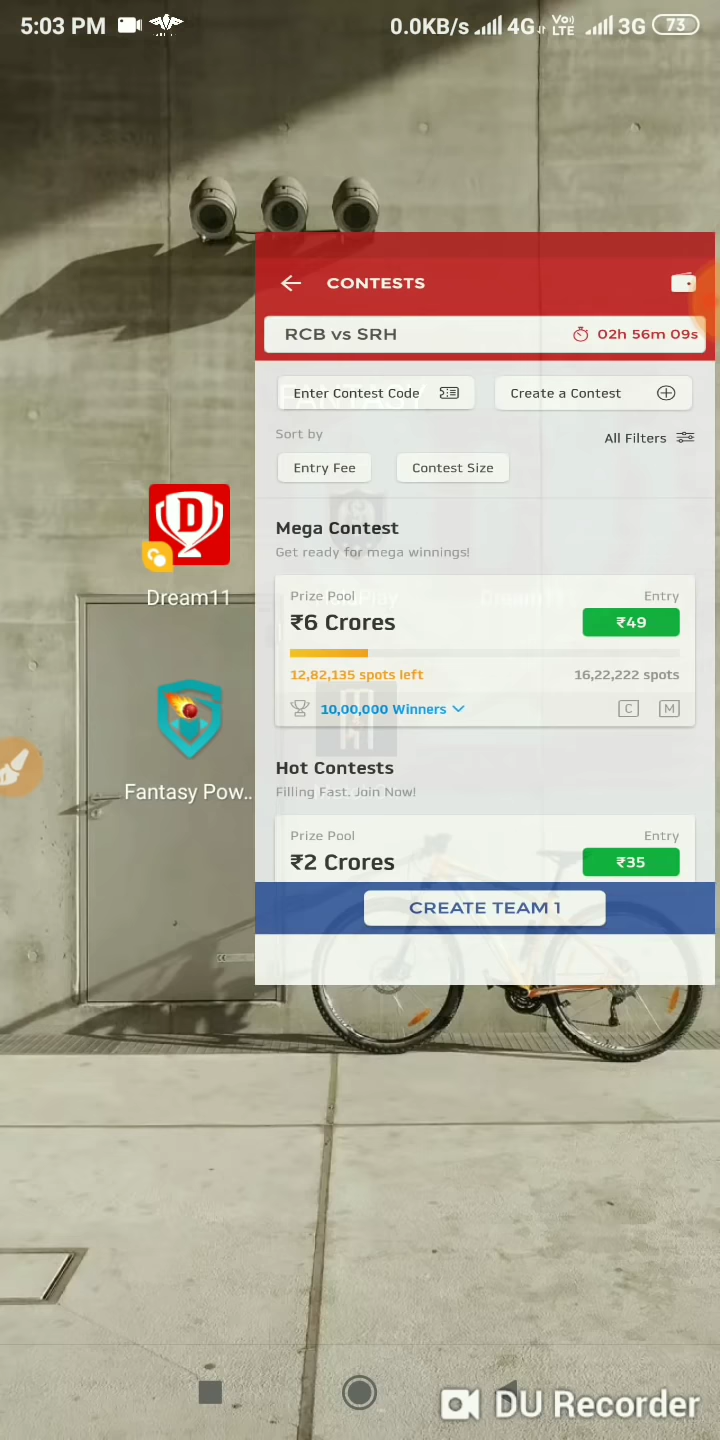 5:03 PM 0.0KB/s 4G Vo) LTE 3G 73
CONTESTS
RCB vs SRH 02h 56m 09s
FANTASY
Enter Contest Code Create a Contest
Sort by All Filters
Entry Fee Contest Size
D
Mega Contest
Get ready for mega winnings!
Dream11
Prize Pool Entry
₹6 Crores ₹49
12,82,135 spots left 16,22,222 spots
10,00,000 Winners C M
Hot Contests
Fantasy Pow.. Filling Fast. Join Now!
Prize Pool Entry
₹2 Crores ₹35
CREATE TEAM 1
DU Recorder